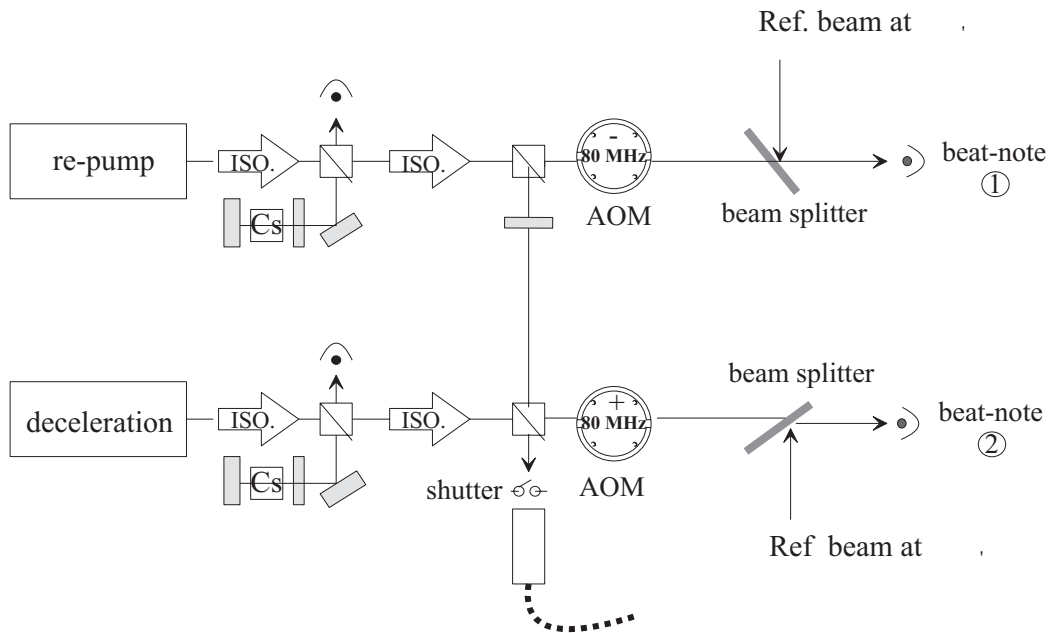 Ref. beam at '
re-pump
ISO.
ISO.
-
80 MHz
AOM
beam splitter
beat-note
①
Cs
deceleration
ISO.
ISO.
+
80 MHz
AOM
beam splitter
beat-note
②
Cs
shutter
Ref beam at '